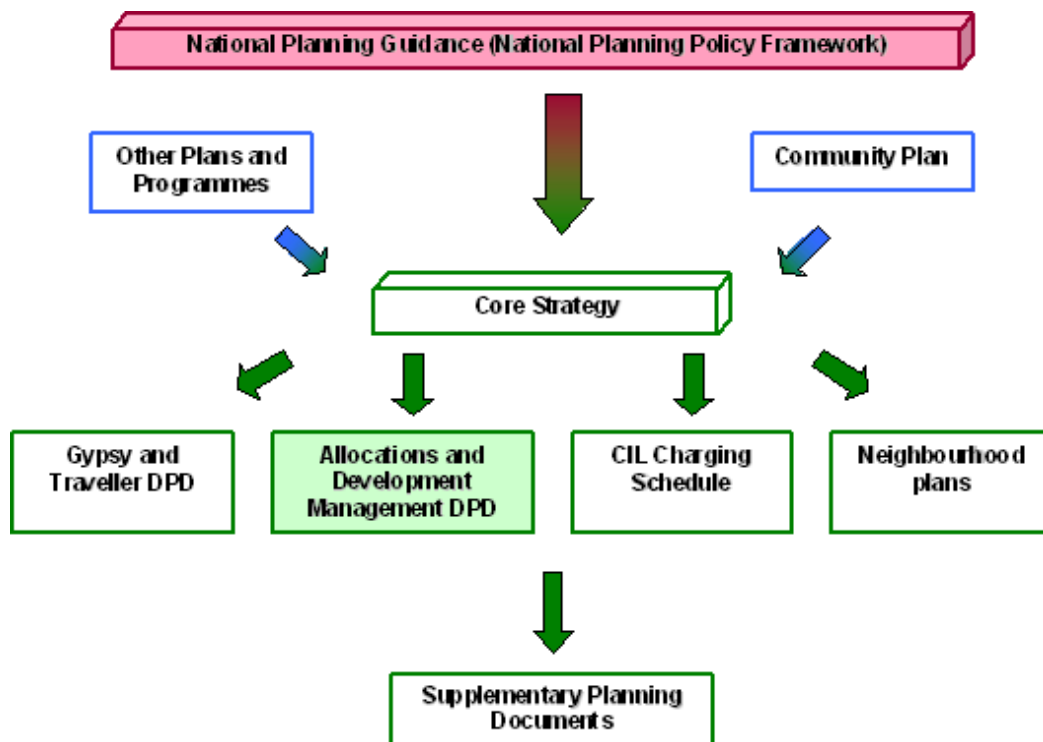 National Planning Guidance (National Planning Policy Framework)
Other Plans and
Programmes
Community Plan
Core Strategy
Gypsy and
Traveller DPD
Allocations and
Development
Management DPD
CIL Charging
Schedule
Neighbourhood
plans
Supplementary Planning
Documents